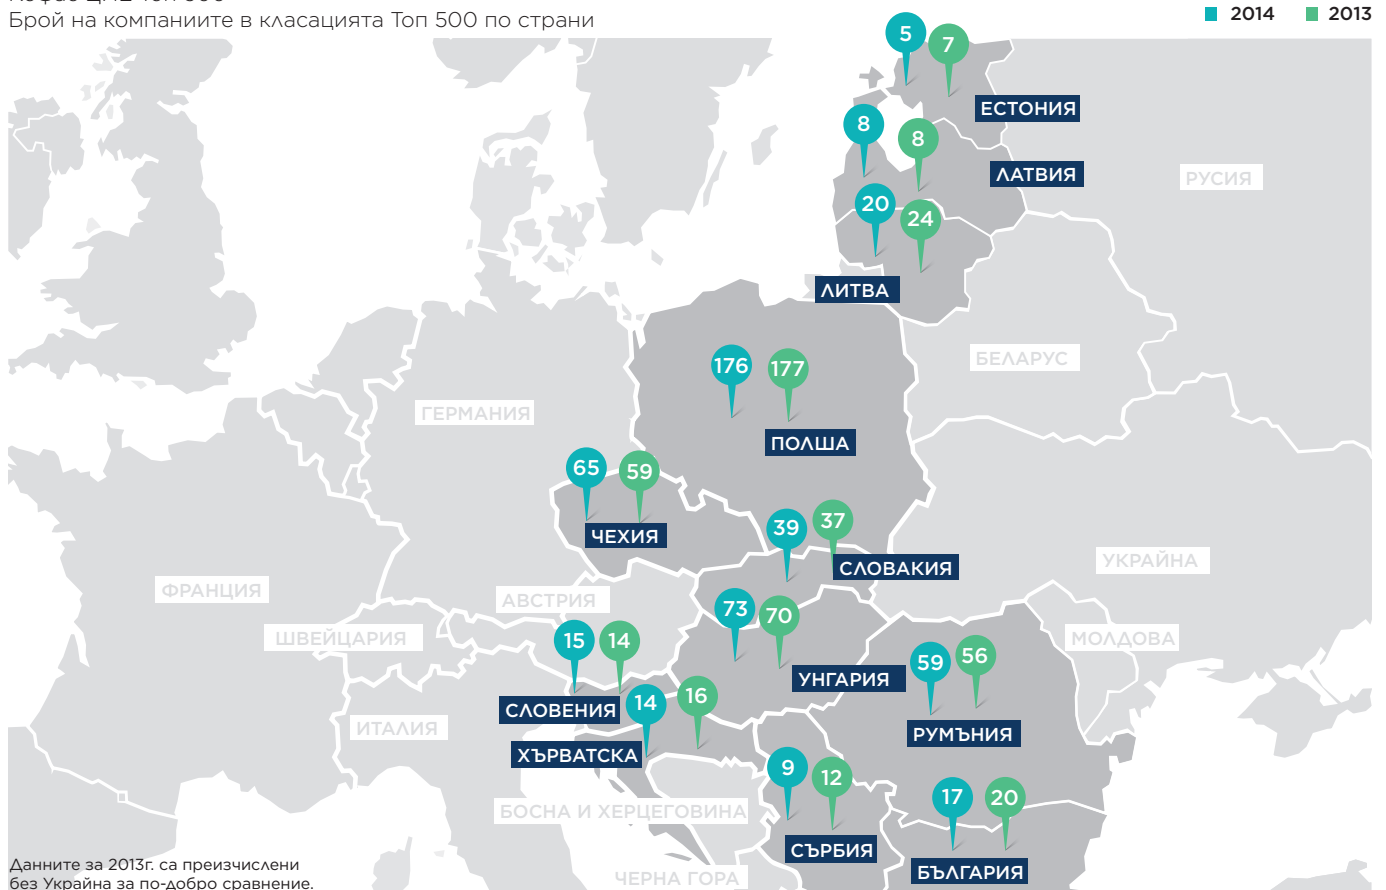 Брой на компаниите в класацията Топ 500 по страни
2014 2013
5 7
ЕСТОНИЯ
8 8
ЛАТВИЯ
РУСИЯ
20 24
ЛИТВА
БЕЛАРУС
176 177
ПОЛША
ГЕРМАНИЯ
65 59
ЧЕХИЯ
39 37
СЛОВАКИЯ
УКРАЙНА
ФРАНЦИЯ
АВСТРИЯ
73 70
УНГАРИЯ
ШВЕЙЦАРИЯ
МОЛДОВА
15 14
СЛОВЕНИЯ
59 56
РУМЪНИЯ
14 16
ХЪРВАТСКА
ИТАЛИЯ
9 12
СЪРБИЯ
БОСНА И ХЕРЦЕГОВИНА
17 20
БЪЛГАРИЯ
ЧЕРНА ГОРА
Данните за 2013г. са преизчислени
без Украйна за по-добро сравнение.